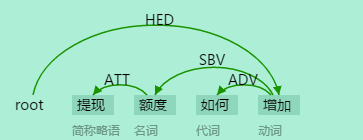 HED
SBV
ATT
ADV
root 提现 额度 如何 增加
简称略语 名词 代词 动词